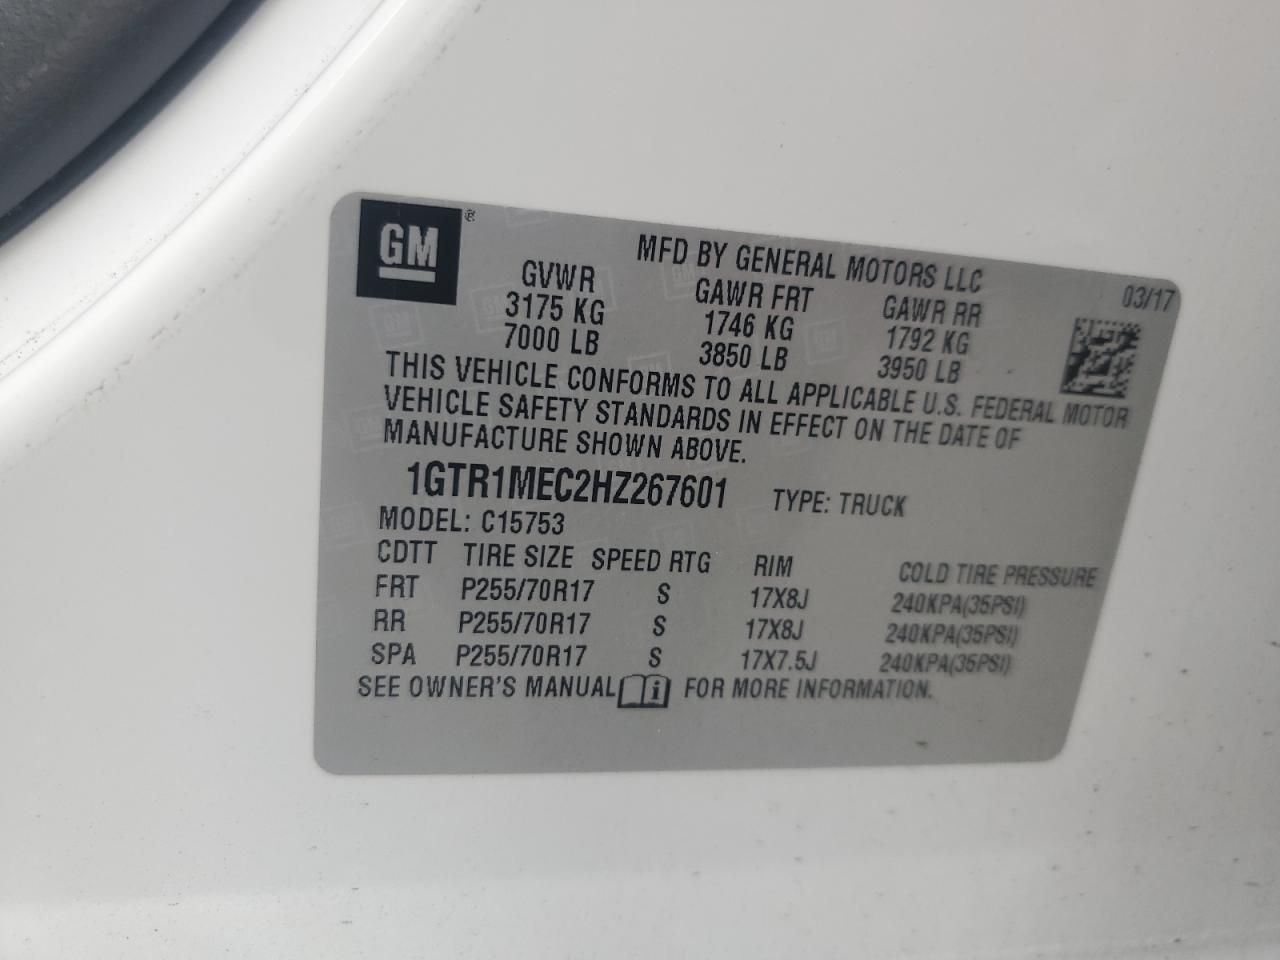 GM ®
MFD BY GENERAL MOTORS LLC
03/17
GVWR GAWR FRT GAWR RR
3175 KG 1746 KG 1792 KG
7000 LB 3850 LB 3950 LB
THIS VEHICLE CONFORMS TO ALL APPLICABLE U.S. FEDERAL MOTOR
VEHICLE SAFETY STANDARDS IN EFFECT ON THE DATE OF
MANUFACTURE SHOWN ABOVE.
1GTR1MEC2HZ267601 TYPE: TRUCK
MODEL: C15753
CDTT TIRE SIZE SPEED RTG RIM COLD TIRE PRESSURE
FRT P255/70R17 S 17X8J 240KPA(35PSI)
RR P255/70R17 S 17X8J 240KPA(35PSI)
SPA P255/70R17 S 17X7.5J 240KPA(35PSI)
SEE OWNER'S MANUAL FOR MORE INFORMATION.